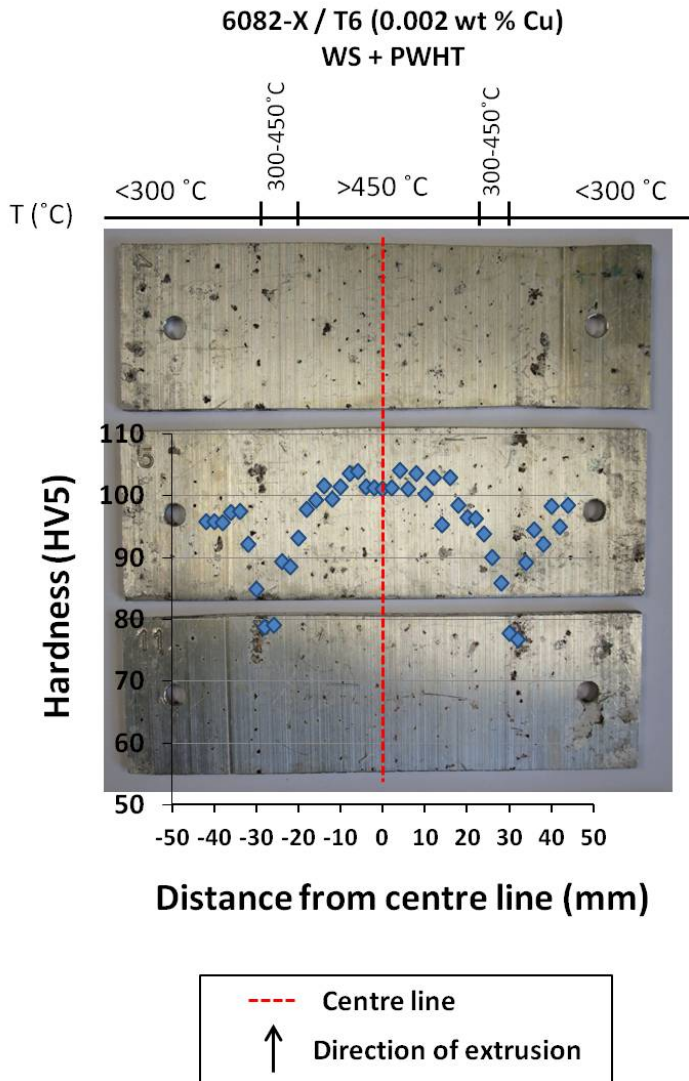 6082-X / T6 (0.002 wt % Cu)
WS + PWHT
300-450˚C
300-450˚C
<300 ˚C
>450 ˚C
<300 ˚C
T (˚C)
110
100
90
80
70
60
50
Hardness (HV5)
-50 -40 -30 -20 -10 0 10 20 30 40 50
Distance from centre line (mm)
Centre line
Direction of extrusion